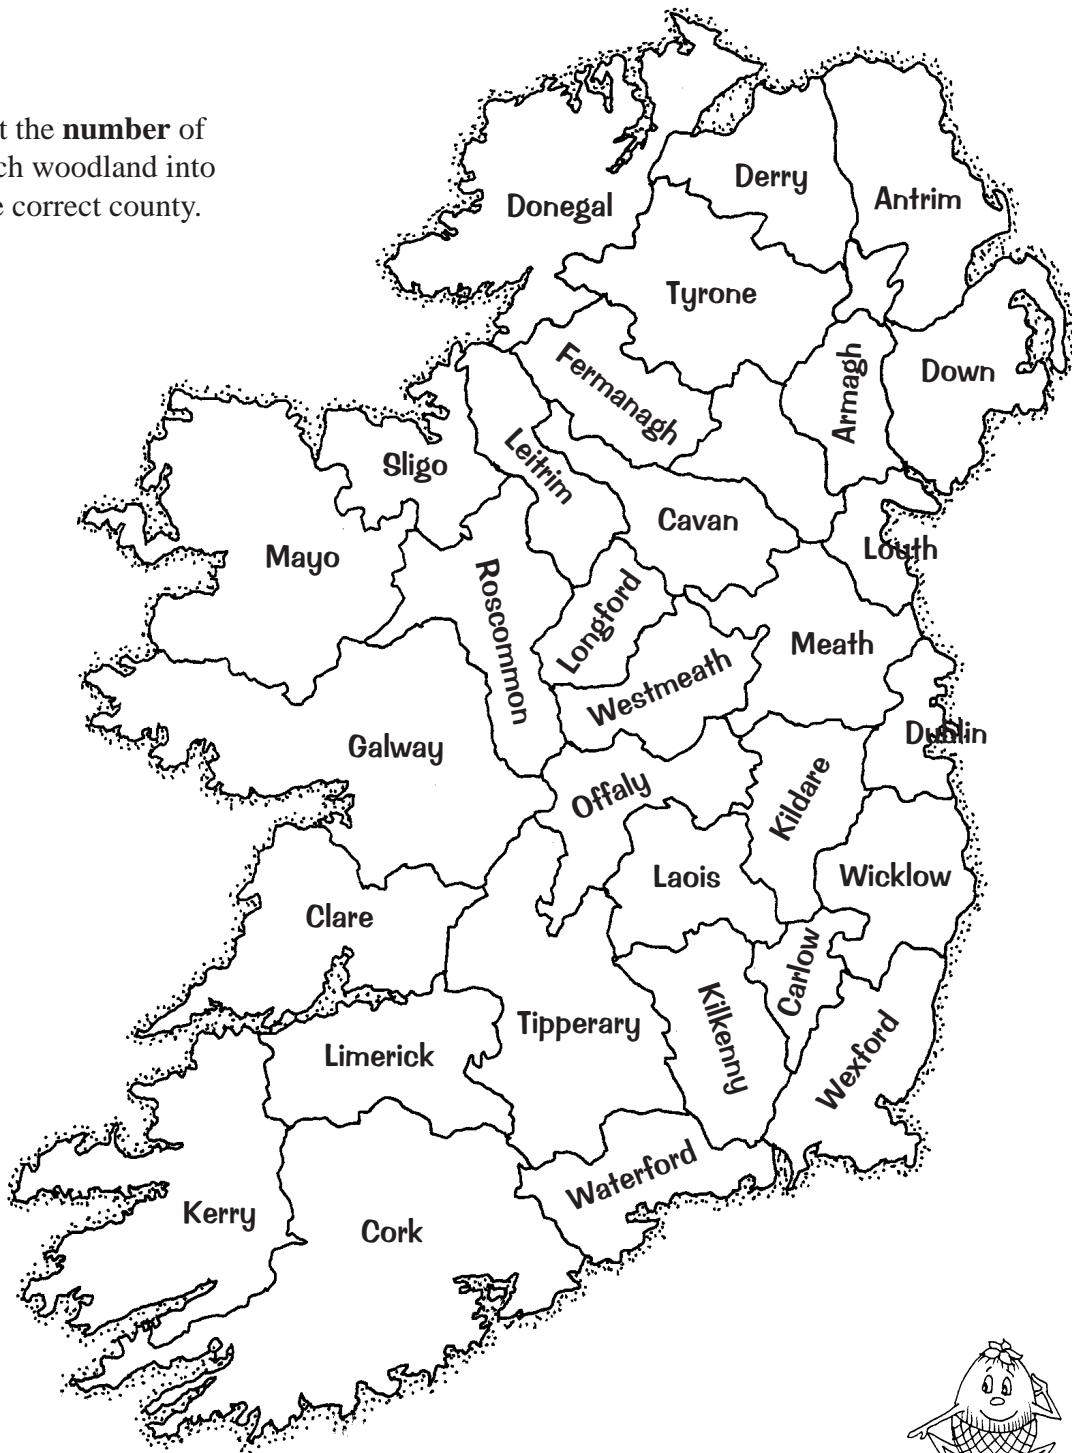 t the number of
ch woodland into
e correct county.
Donegal
Derry
Antrim
Tyrone
Fermanagh
Armagh
Down
Leitrim
Sligo
Cavan
Louth
Mayo
Roscommon
Longford
Meath
Westmeath
Galway
Dublin
Offaly
Kildare
Laois
Wicklow
Clare
Carlow
Tipperary
Kilkenny
Limerick
Wexford
Waterford
Kerry
Cork